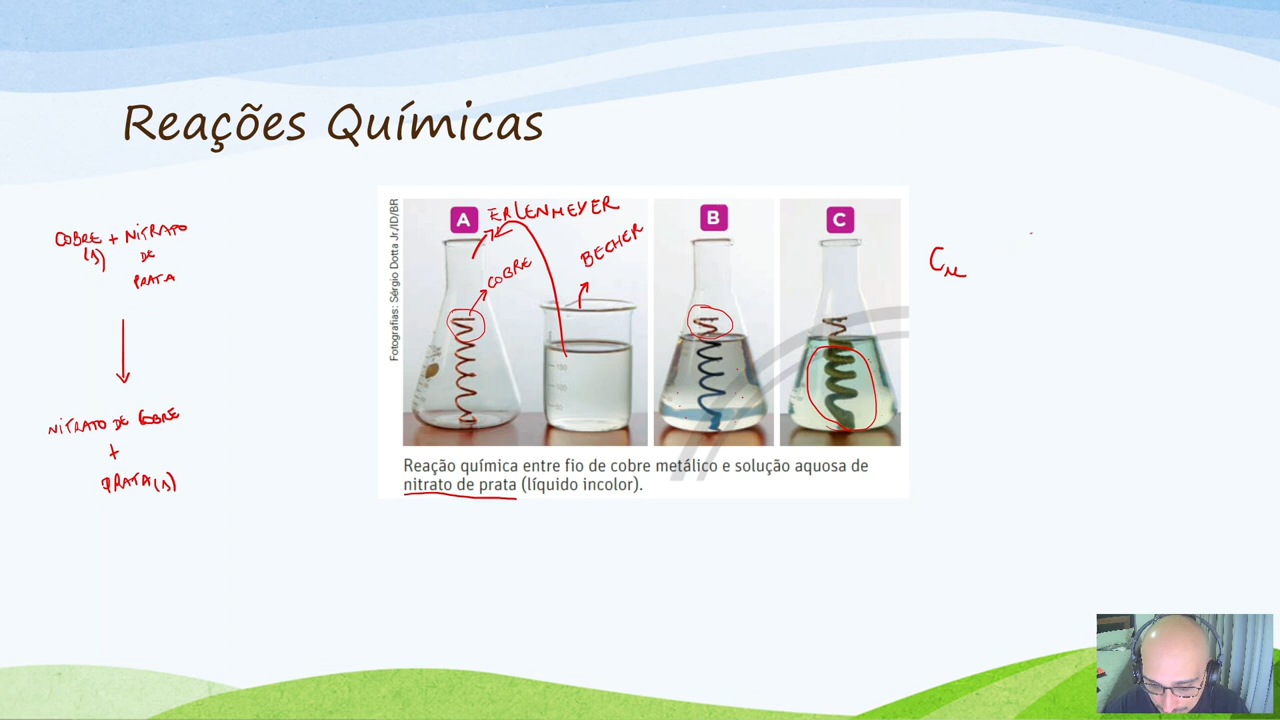 Reações Químicas
COBRE + NITRATO
(s) DE
PRATA
NITRATO DE COBRE
+
PRATA (s)
Fotografias: Sérgio Dotta Jr./ID/BR
A
ERLENMEYER
COBRE
BECHER
B
C
Reação química entre fio de cobre metálico e solução aquosa de
nitrato de prata (líquido incolor).
Cu